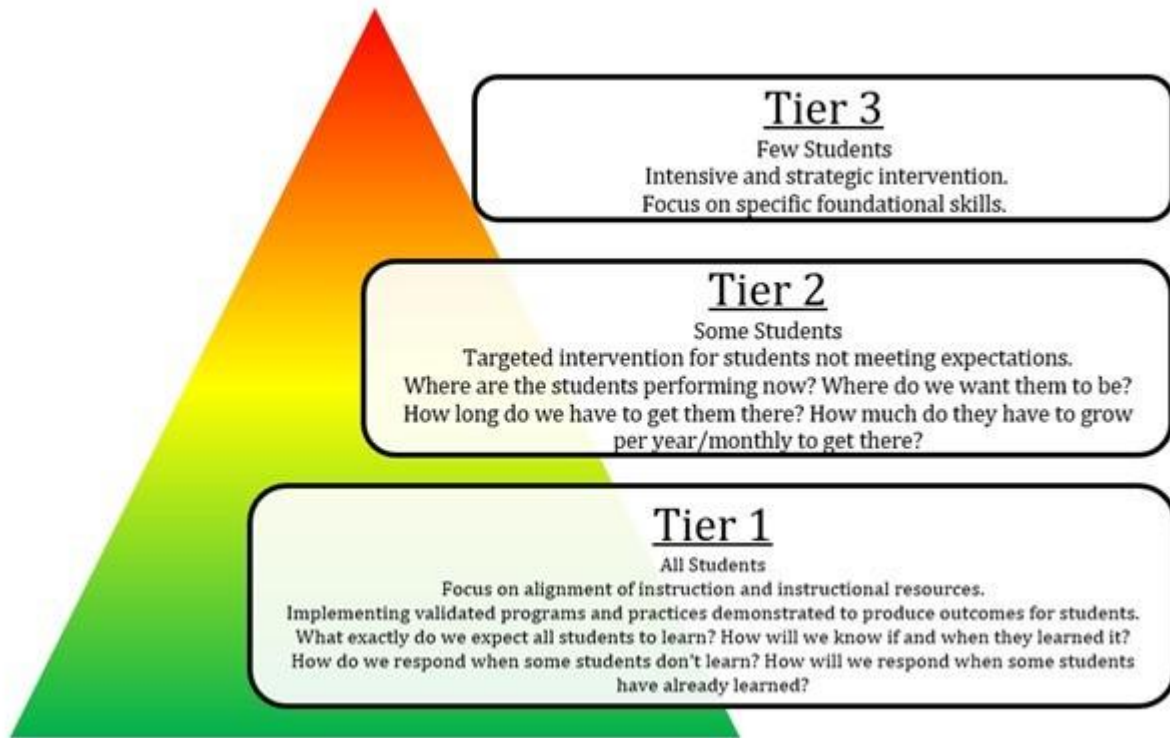 Tier 3
Few Students
Intensive and strategic intervention.
Focus on specific foundational skills.
Tier 2
Some Students
Targeted intervention for students not meeting expectations.
Where are the students performing now? Where do we want them to be?
How long do we have to get them there? How much do they have to grow
per year/monthly to get there?
Tier 1
All Students
Focus on alignment of instruction and instructional resources.
Implementing validated programs and practices demonstrated to produce outcomes for students.
What exactly do we expect all students to learn? How will we know if and when they learned it?
How do we respond when some students don't learn? How will we respond when some students
have already learned?